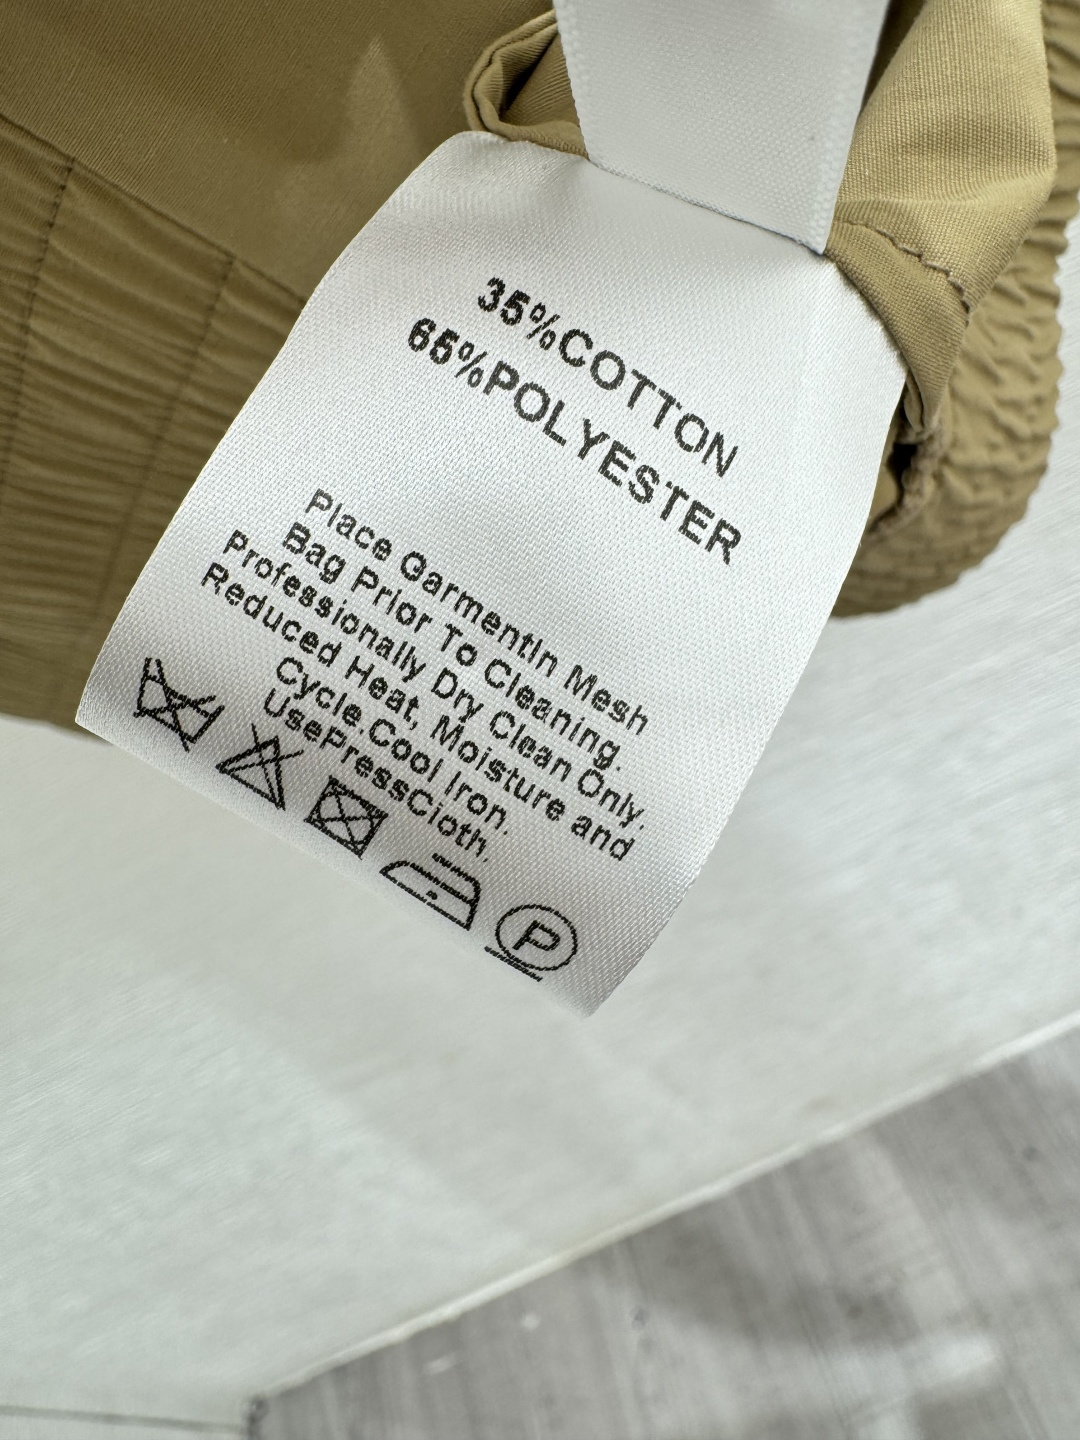 35%COTTON
65%POLYESTER
Place GarmentIn Mesh
Bag Prior To Cleaning.
Professionally Dry Clean Only.
Reduced Heat, Moisture and
Cycle.Cool Iron.
UsePressCloth.
P